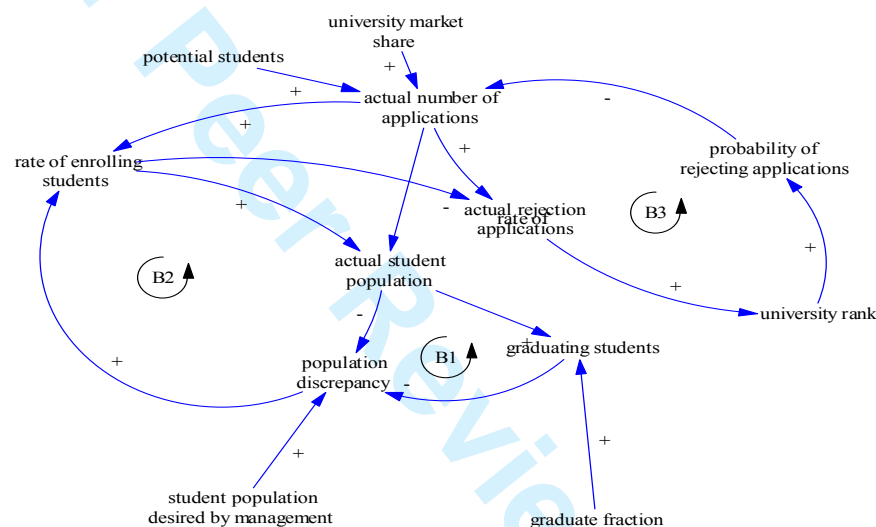 university market
share
potential students
+
+
actual number of
applications
-
+
+
rate of enrolling
students
probability of
rejecting applications
+
-
actual rejection
rate of
applications
B3
actual student
population
B2
+
+
university rank
-
B1
+
graduating students
population
discrepancy
-
+
+
+
student population
desired by management
graduate fraction
Peer Revie